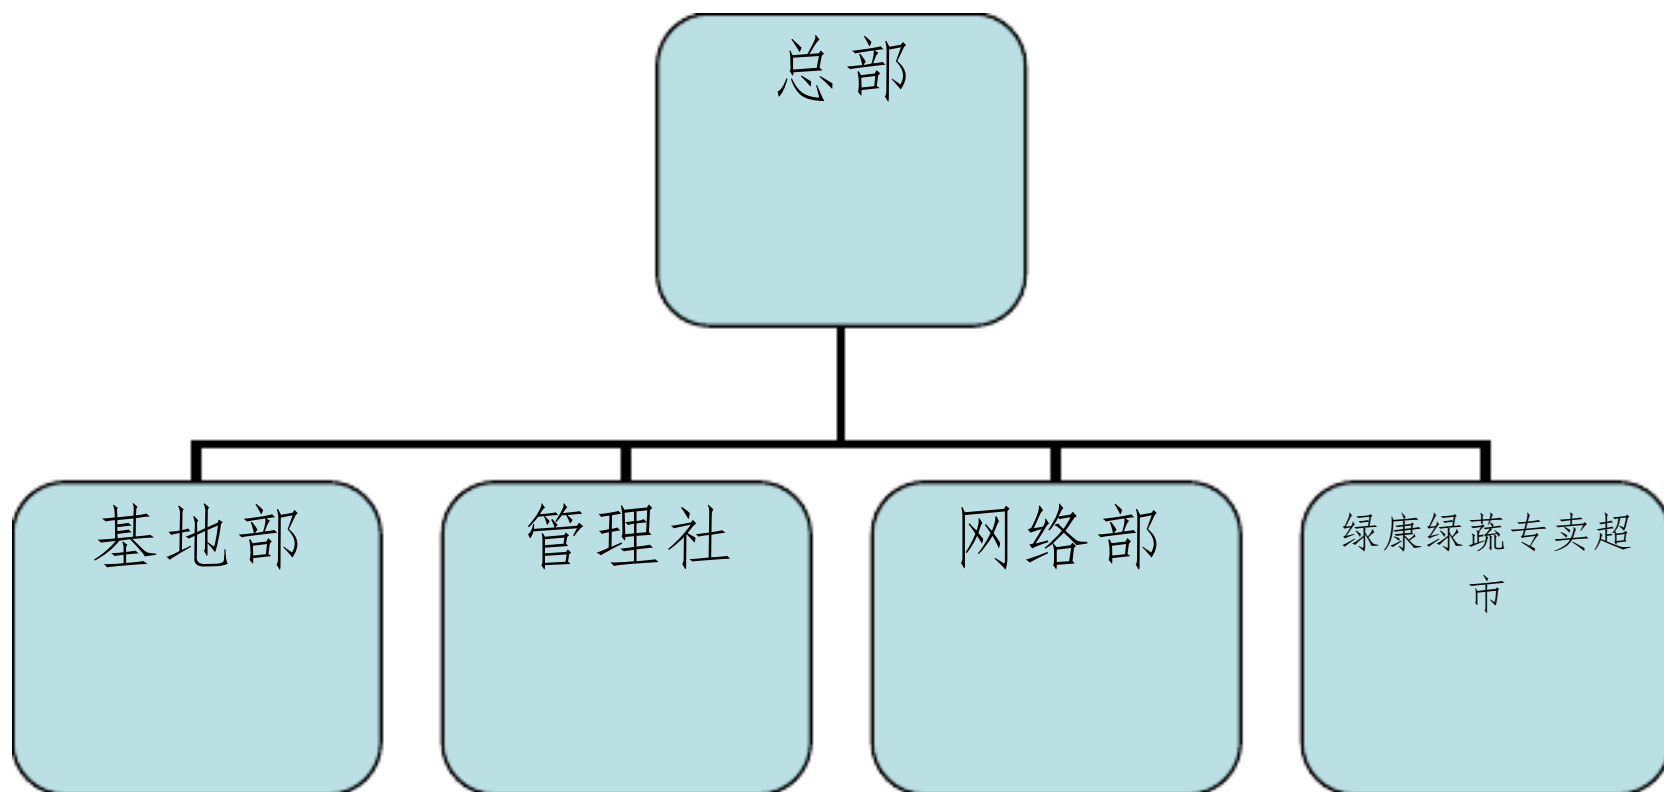 总部
基地部
管理社
网络部
绿康绿蔬专卖超
市